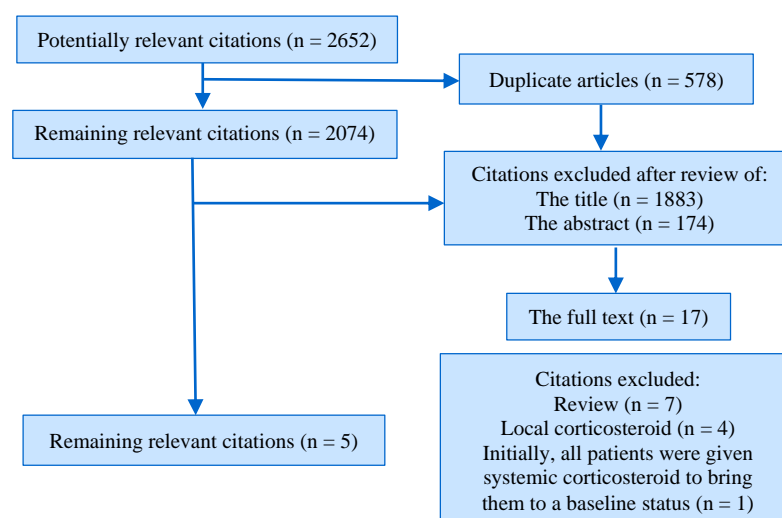 Potentially relevant citations (n = 2652)
Duplicate articles (n = 578)
Remaining relevant citations (n = 2074)
Citations excluded after review of:
The title (n = 1883)
The abstract (n = 174)
The full text (n = 17)
Citations excluded:
Review (n = 7)
Local corticosteroid (n = 4)
Initially, all patients were given
systemic corticosteroid to bring
them to a baseline status (n = 1)
Remaining relevant citations (n = 5)